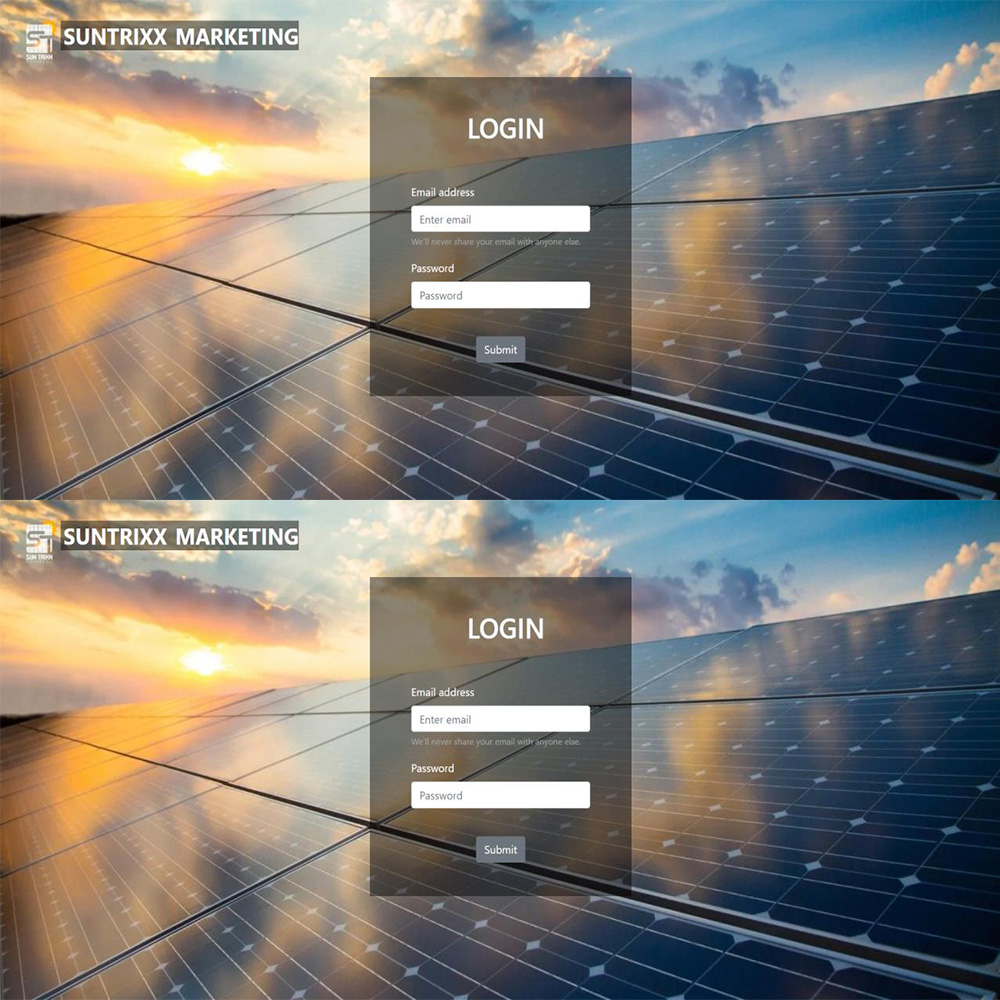 SUNTRIXX MARKETING
SUN TRIXX
LOGIN
Email address
Enter email
We'll never share your email with anyone else.
Password
Password
Submit
SUNTRIXX MARKETING
SUN TRIXX
LOGIN
Email address
Enter email
We'll never share your email with anyone else.
Password
Password
Submit